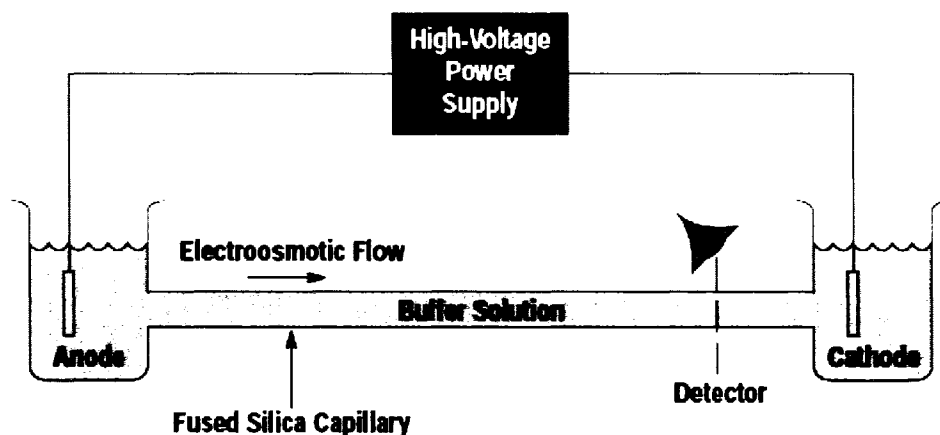 High-Voltage
Power
Supply
Electroosmotic Flow
Buffer Solution
Anode
Cathode
Detector
Fused Silica Capillary